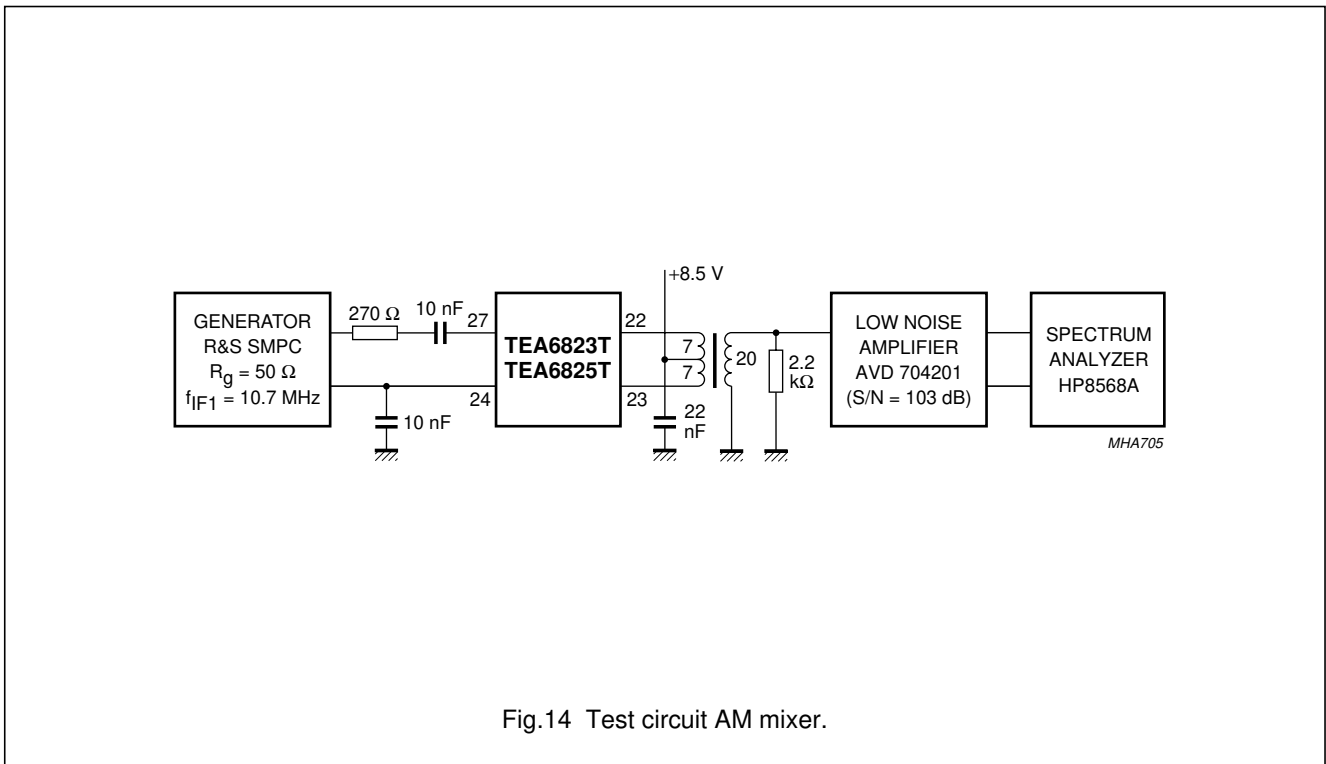 +8.5 V
GENERATOR
R&S SMPC
Rg = 50 Ω
fIF1 = 10.7 MHz
270 Ω
10 nF
27
24
10 nF
TEA6823T
TEA6825T
22
23
7
7
20
22
nF
2.2
kΩ
LOW NOISE
AMPLIFIER
AVD 704201
(S/N = 103 dB)
SPECTRUM
ANALYZER
HP8568A
MHA705
Fig.14 Test circuit AM mixer.